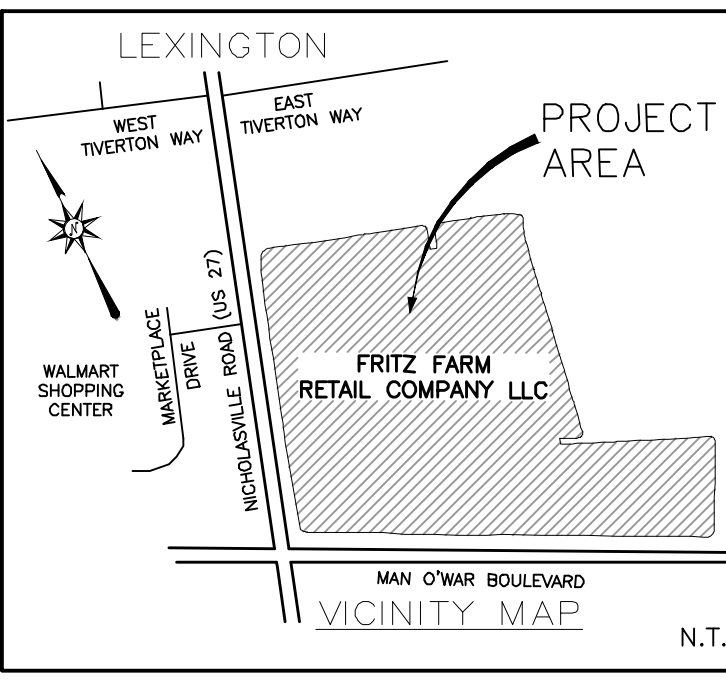 LEXINGTON
WEST
TIVERTON WAY
EAST
TIVERTON WAY
PROJECT
AREA
N
(US 27)
NICHOLASVILLE ROAD
MARKETPLACE
DRIVE
WALMART
SHOPPING
CENTER
FRITZ FARM
RETAIL COMPANY LLC
MAN O'WAR BOULEVARD
VICINITY MAP
N.T.